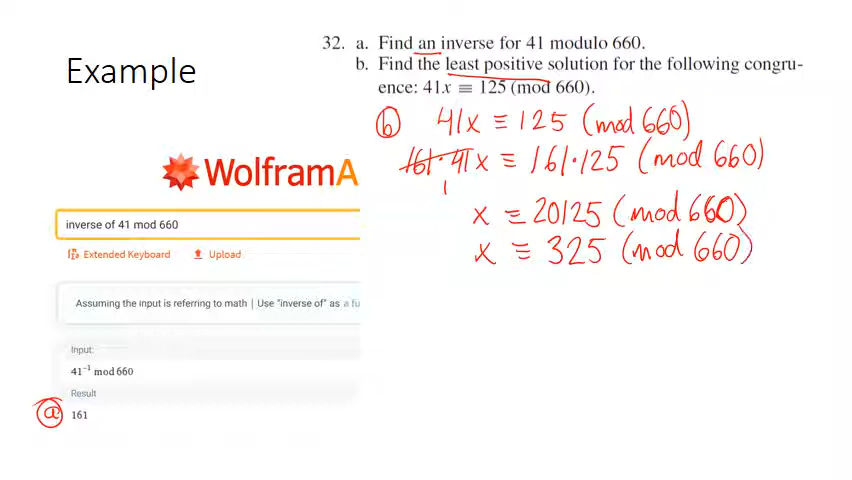 Example
32. a. Find an inverse for 41 modulo 660.
b. Find the least positive solution for the following congru-
ence: 41x ≡ 125 (mod 660).
ⓑ 41x ≡ 125 (mod 660)
161·41x ≡ 161·125 (mod 660)
1
x ≡ 20125 (mod 660)
x ≡ 325 (mod 660)
WolframA
inverse of 41 mod 660
Extended Keyboard Upload
Assuming the input is referring to math | Use "inverse of" as a fu
Input:
41⁻¹ mod 660
Result
ⓐ 161